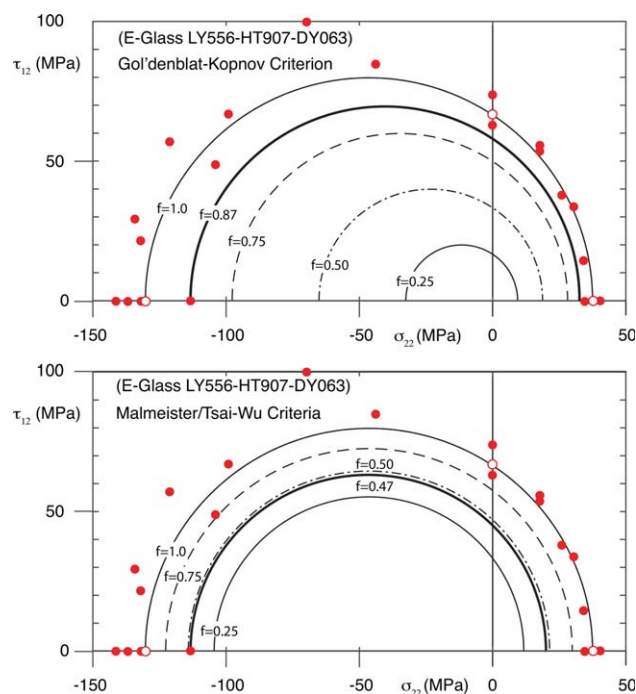 100
(E-Glass LY556-HT907-DY063)
τ12 (MPa)
Gol'denblat-Kopnov Criterion
50
f=1.0
f=0.87
f=0.75
f=0.50
f=0.25
0
-150
-100
-50
σ22 (MPa)
0
50
100
(E-Glass LY556-HT907-DY063)
τ12 (MPa)
Malmeister/Tsai-Wu Criteria
f=0.50
f=0.47
50
f=1.0
f=0.75
f=0.25
0
-150
-100
-50
σ22 (MPa)
0
50